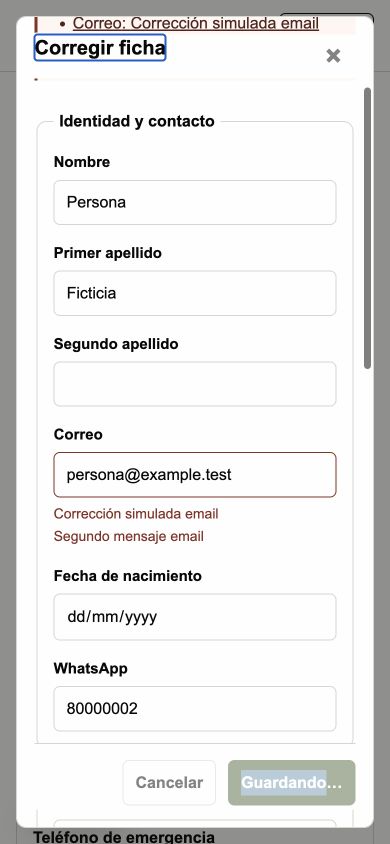 • Correo: Corrección simulada email
Corregir ficha
Identidad y contacto
Nombre
Persona
Primer apellido
Ficticia
Segundo apellido
Correo
persona@example.test
Corrección simulada email
Segundo mensaje email
Fecha de nacimiento
dd/mm/yyyy
WhatsApp
80000002
Cancelar
Guardando...
Teléfono de emergencia